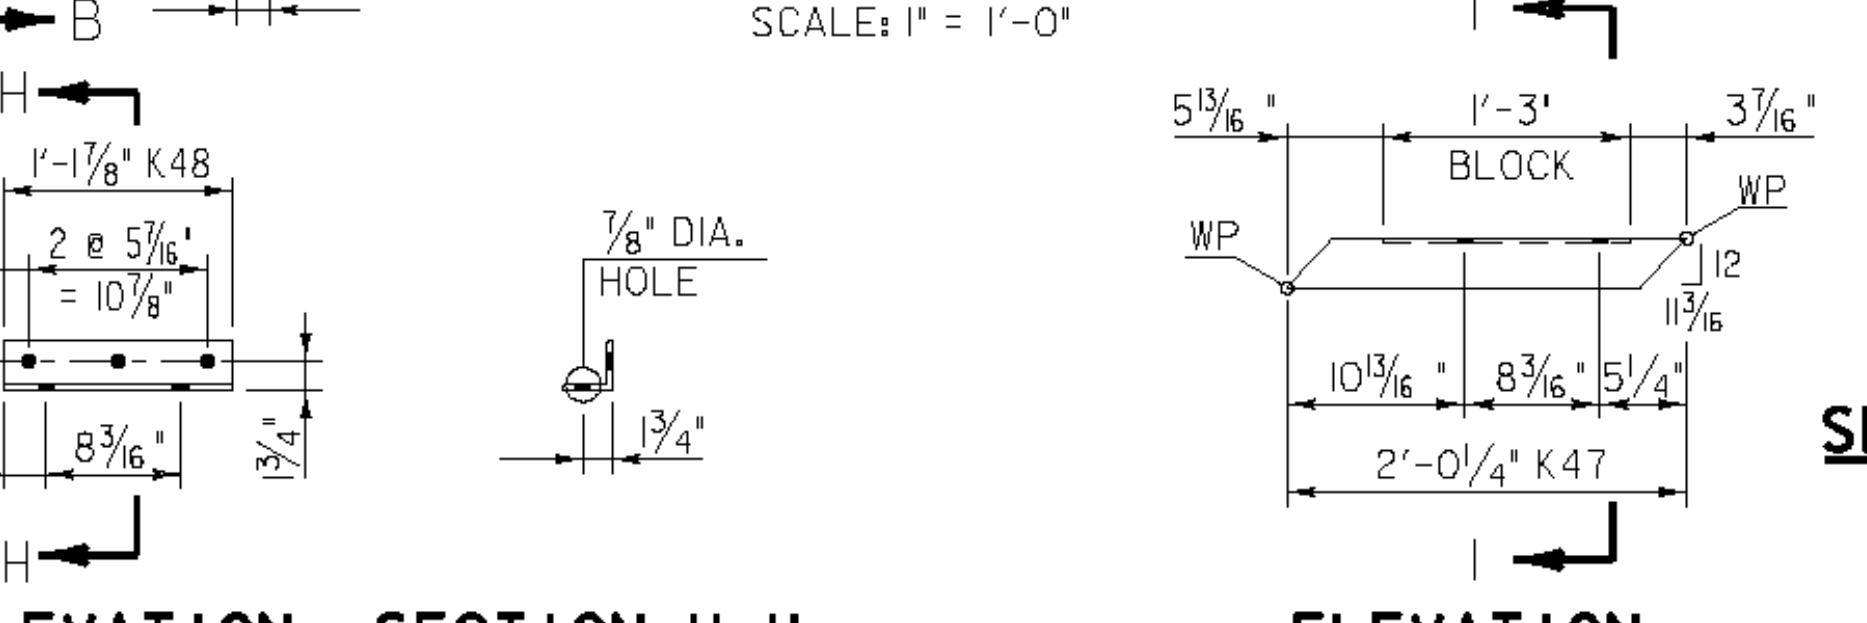 B
SCALE: 1" = 1'-0"
H
1'-1 7/8" K48
2 @ 5 7/16'
= 10 7/8"
1 3/4"
8 3/16 "
H
7/8" DIA.
HOLE
1 3/4"
I
5 13/16 "
1'-3'
3 7/16 "
BLOCK
WP
WP
12
11 3/16
10 13/16 "
8 3/16 "
5 1/4"
2'-0 1/4" K47
I
SECTION H-H
ELEVATION